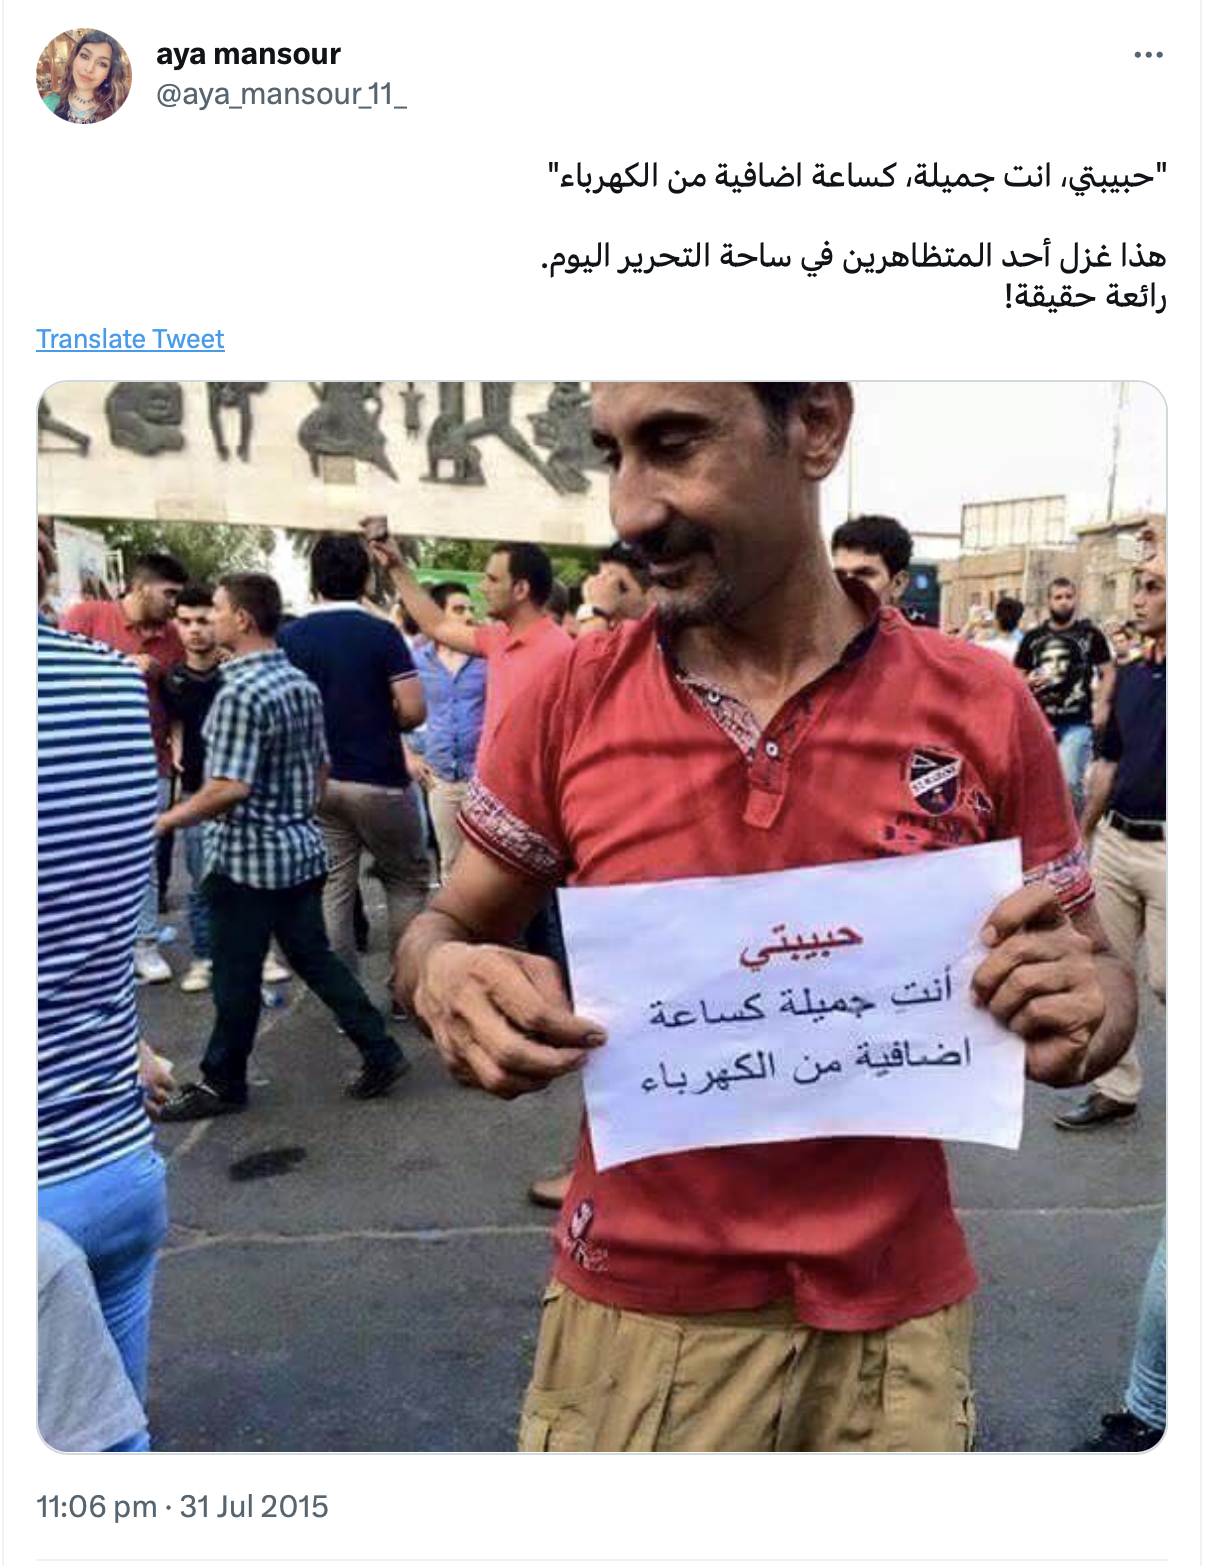 aya mansour
@aya_mansour_11_
"حبيبتي، انت جميلة، كساعة اضافية من الكهرباء"
هذا غزل أحد المتظاهرين في ساحة التحرير اليوم.
رائعة حقيقة!
Translate Tweet
حبيبتي
أنتِ جميلة كساعة
اضافية من الكهرباء
11:06 pm · 31 Jul 2015